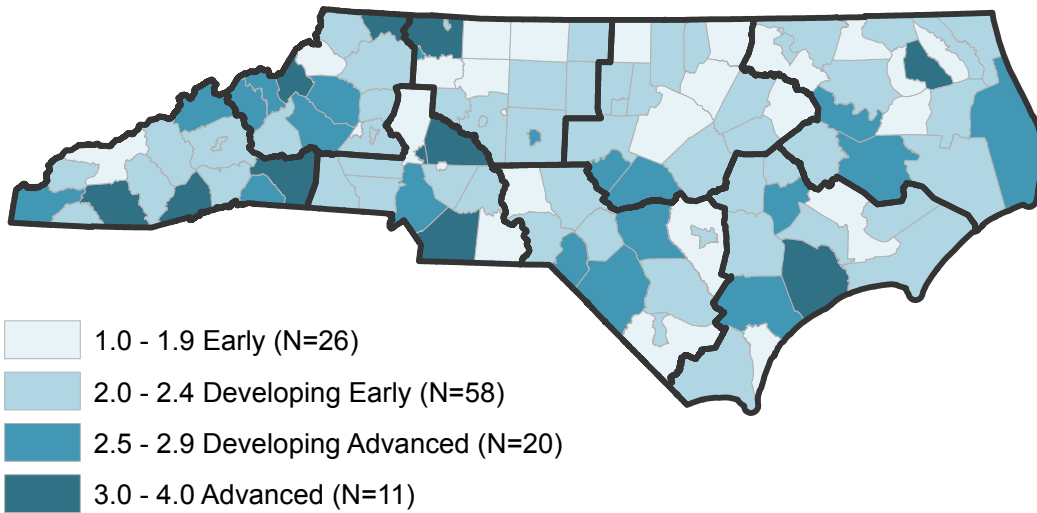 1.0 - 1.9 Early (N=26)
2.0 - 2.4 Developing Early (N=58)
2.5 - 2.9 Developing Advanced (N=20)
3.0 - 4.0 Advanced (N=11)